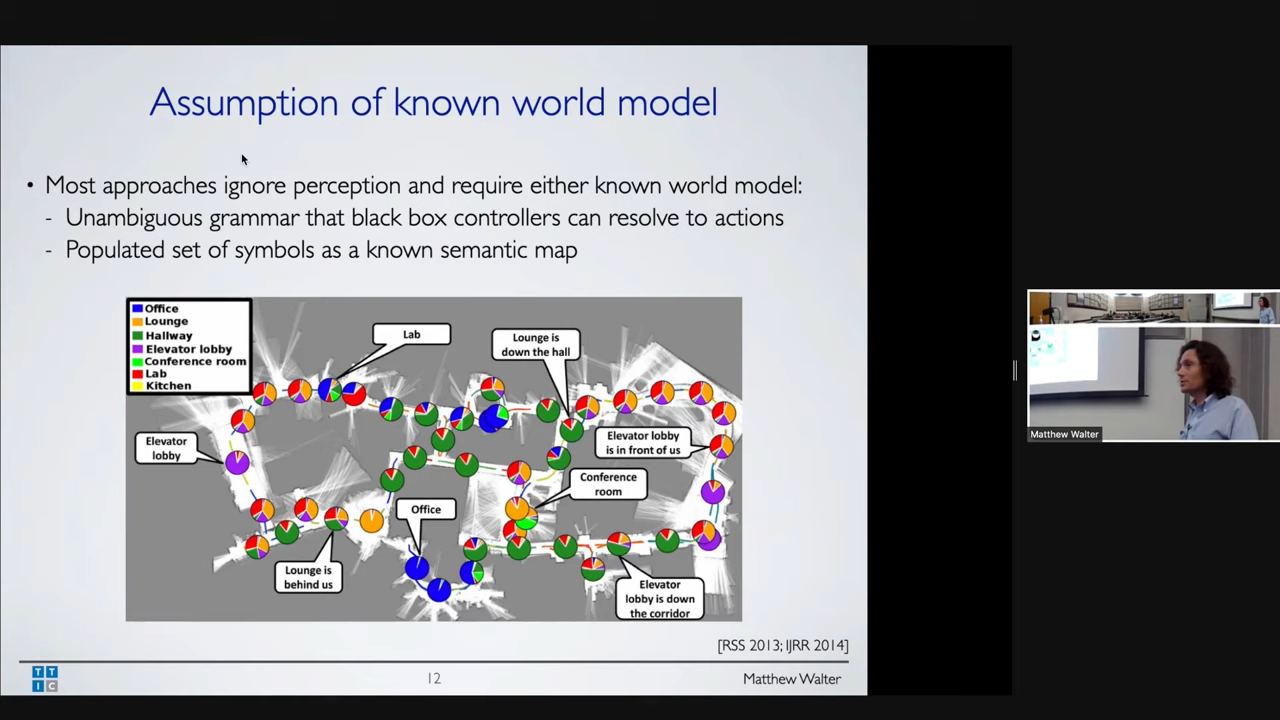 Assumption of known world model
• Most approaches ignore perception and require either known world model:
- Unambiguous grammar that black box controllers can resolve to actions
- Populated set of symbols as a known semantic map
Office
Lounge
Hallway
Elevator lobby
Conference room
Lab
Kitchen
Lab
Lounge is
down the hall
Elevator
lobby
Elevator lobby
is in front of us
Conference
room
Office
Lounge is
behind us
Elevator
lobby is down
the corridor
[RSS 2013; IJRR 2014]
T T
I C
12
Matthew Walter
Matthew Walter